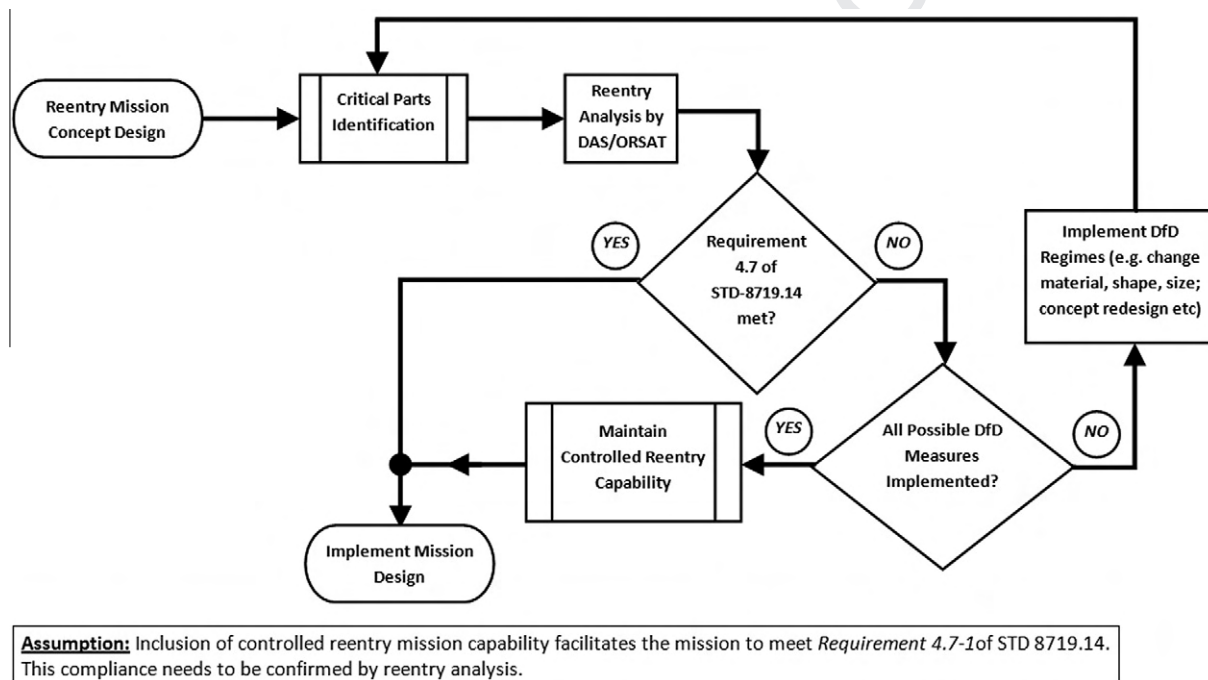 Reentry Mission
Concept Design
Critical Parts
Identification
Reentry
Analysis by
DAS/ORSAT
YES
Requirement
4.7 of
STD-8719.14
met?
NO
Implement DfD
Regimes (e.g. change
material, shape, size;
concept redesign etc)
Maintain
Controlled Reentry
Capability
YES
All Possible DfD
Measures
Implemented?
NO
Implement Mission
Design
Assumption: Inclusion of controlled reentry mission capability facilitates the mission to meet Requirement 4.7-1of STD 8719.14.
This compliance needs to be confirmed by reentry analysis.